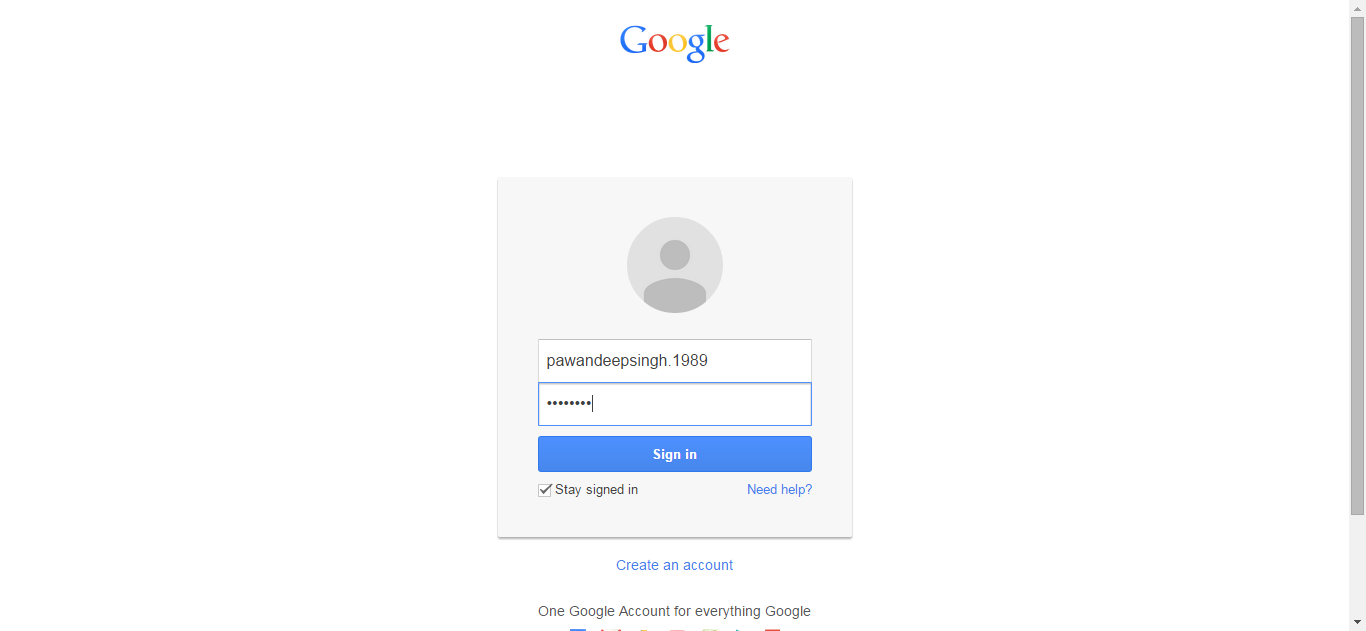 Google
pawandeepsingh.1989
••••••••
Sign in
Stay signed in
Need help?
Create an account
One Google Account for everything Google